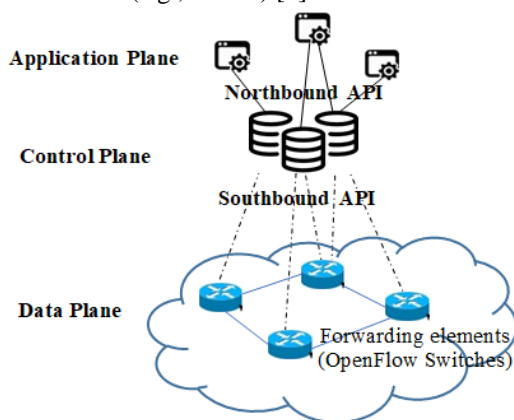 Application Plane
Northbound API
Control Plane
Southbound API
Data Plane
Forwarding elements
(OpenFlow Switches)